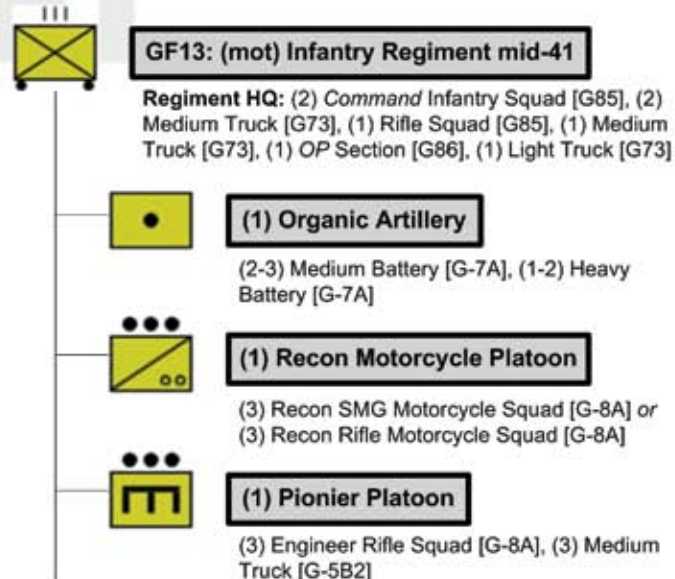 GF13: (mot) Infantry Regiment mid-41
Regiment HQ: (2) Command Infantry Squad [G85], (2)
Medium Truck [G73], (1) Rifle Squad [G85], (1) Medium
Truck [G73], (1) OP Section [G86], (1) Light Truck [G73]
(1) Organic Artillery
(2-3) Medium Battery [G-7A], (1-2) Heavy
Battery [G-7A]
(1) Recon Motorcycle Platoon
(3) Recon SMG Motorcycle Squad [G-8A] or
(3) Recon Rifle Motorcycle Squad [G-8A]
(1) Pionier Platoon
(3) Engineer Rifle Squad [G-8A], (3) Medium
Truck [G-5B2]